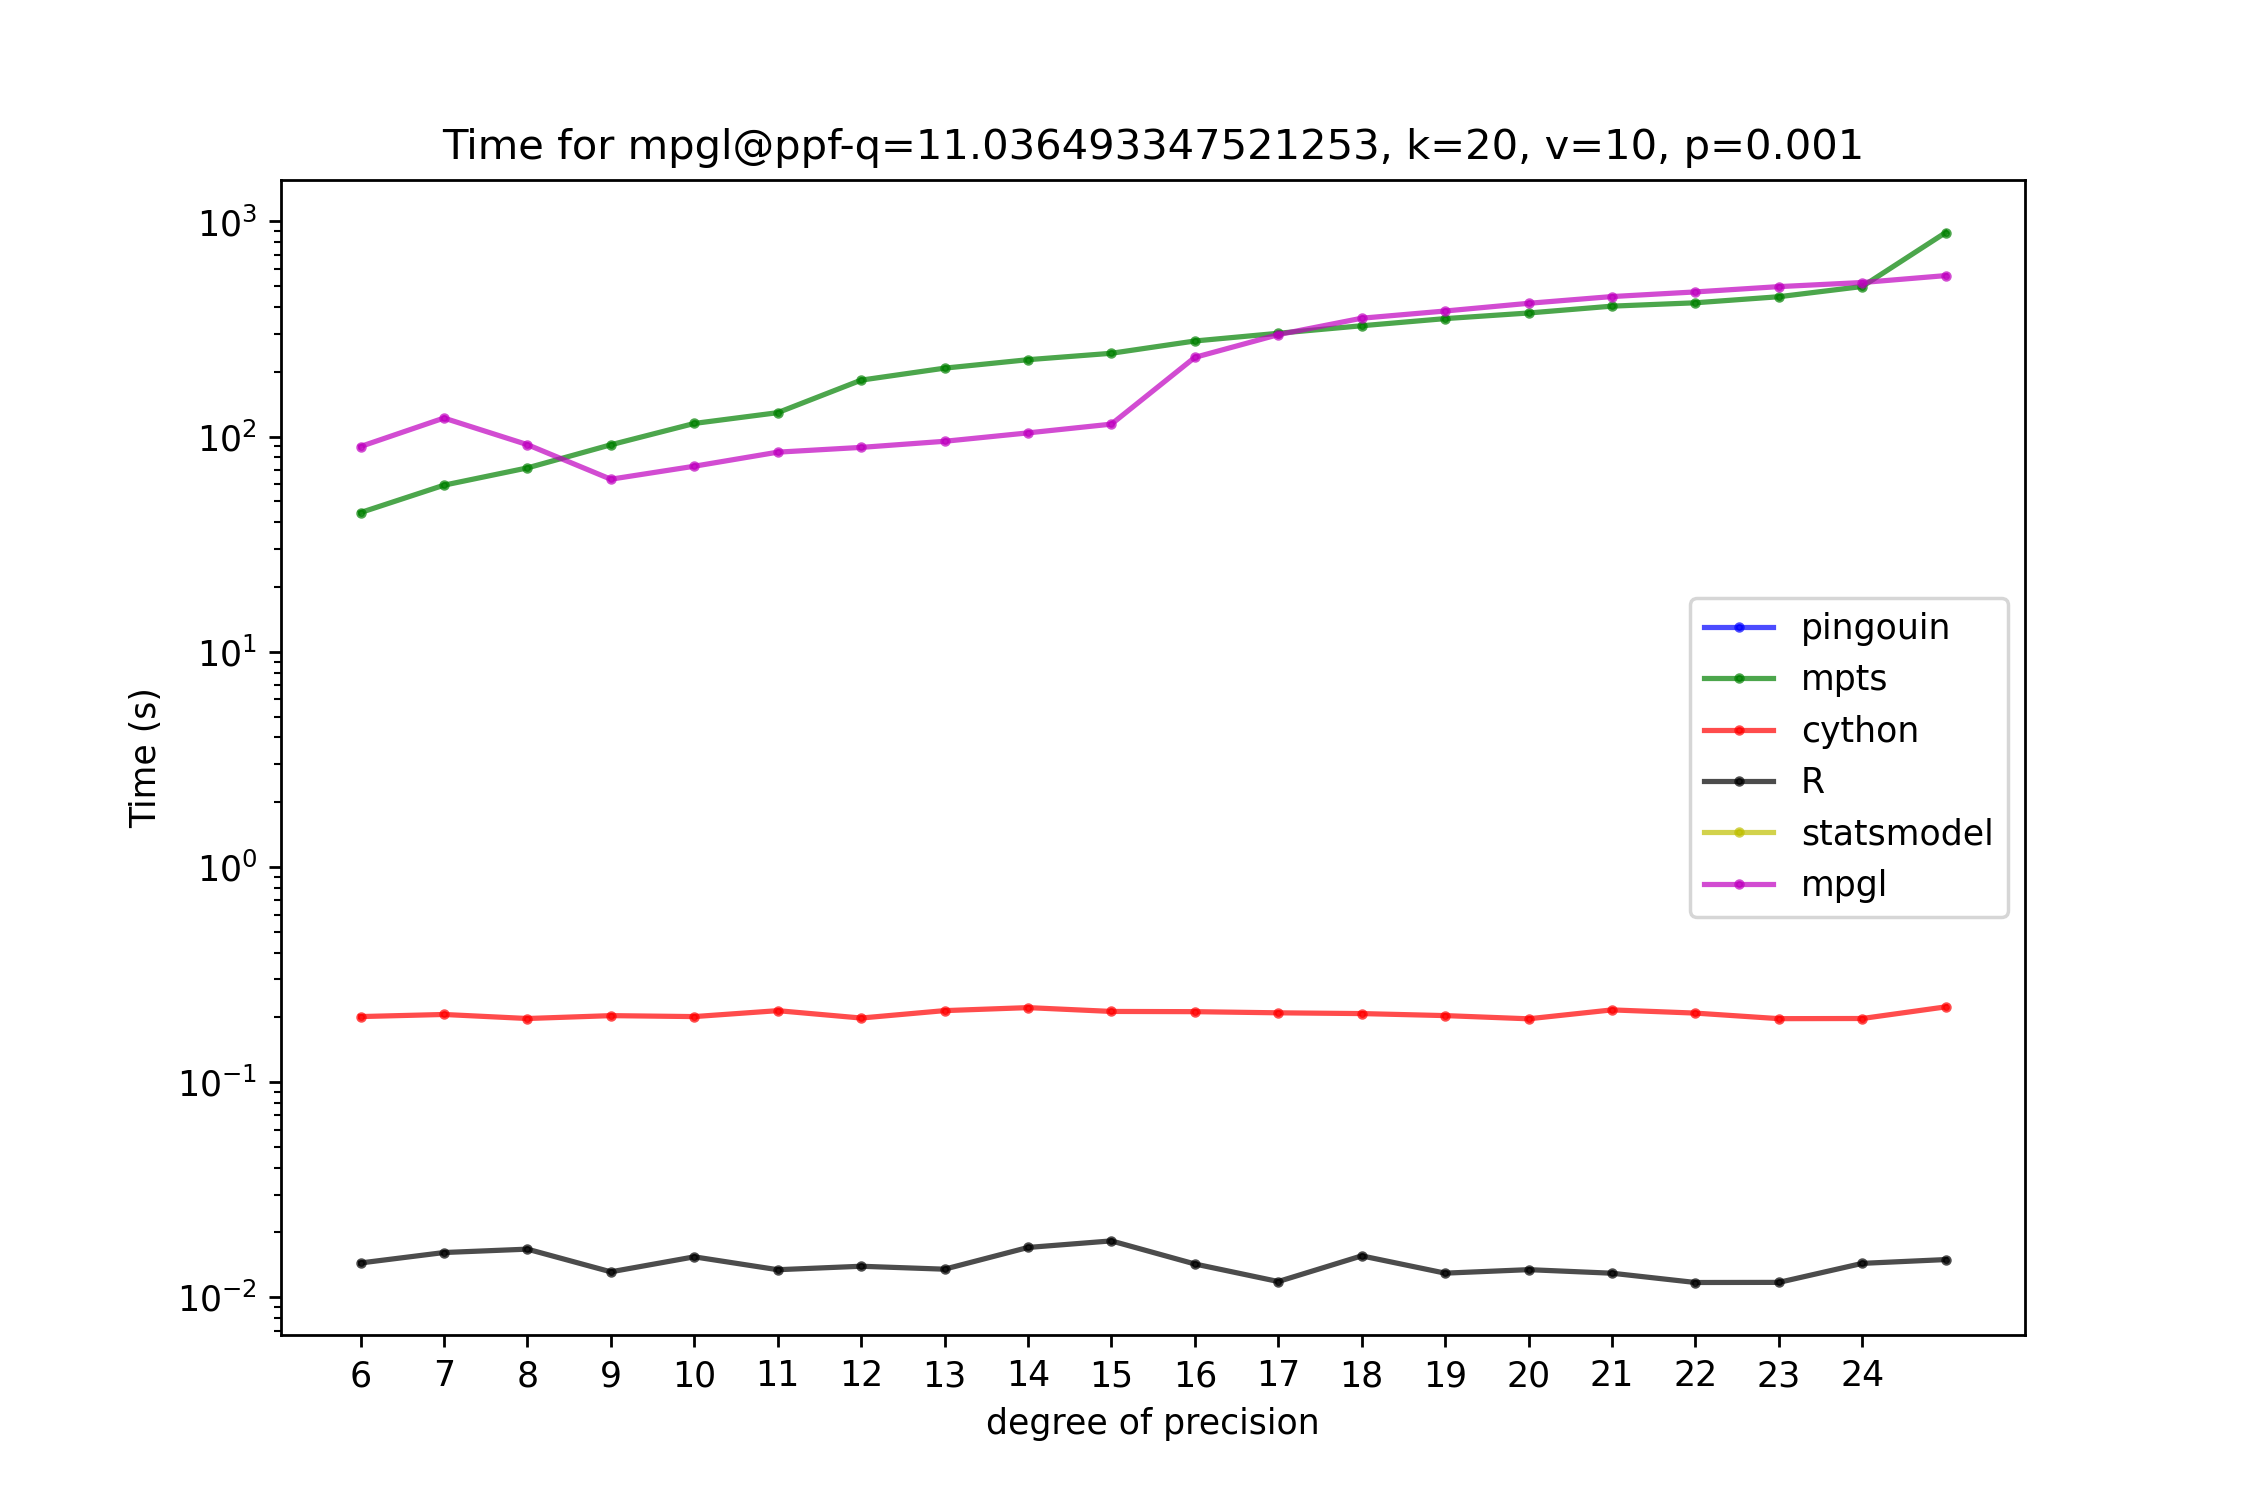 Time for mpgl@ppf-q=11.036493347521253, k=20, v=10, p=0.001
10³
10²
10¹
10⁰
10⁻¹
10⁻²
Time (s)
pingouin
mpts
cython
R
statsmodel
mpgl
6 7 8 9 10 11 12 13 14 15 16 17 18 19 20 21 22 23 24
degree of precision